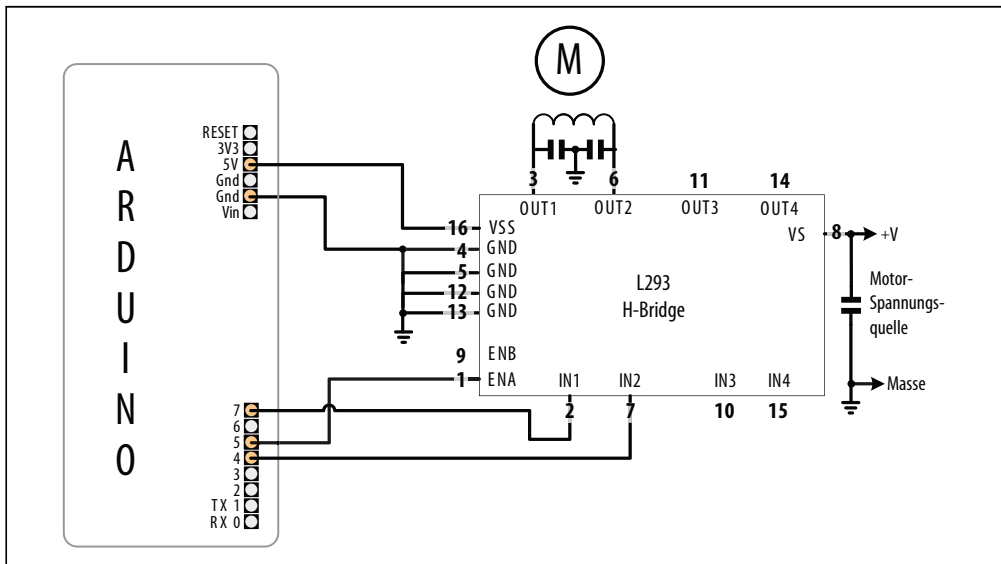 M
ARDUINO
RESET
3V3
5V
Gnd
Gnd
Vin
3
6
11
14
OUT1
OUT2
OUT3
OUT4
16
VSS
VS
8
+V
4
GND
5
GND
12
GND
13
GND
L293
H-Bridge
Motor-
Spannungs-
quelle
9
ENB
1
ENA
IN1
IN2
IN3
IN4
Masse
2
7
10
15
7
6
5
4
3
2
TX 1
RX 0